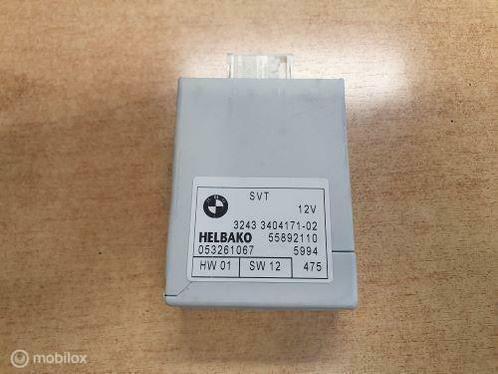 SVT
12V
3243 3404171-02
HELBAKO 55892110
053261067 5994
HW 01 SW 12 475
mobilox